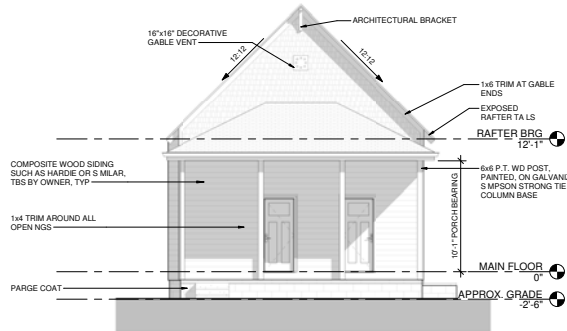 ARCHITECTURAL BRACKET
16"x16" DECORATIVE
GABLE VENT
12:12
12:12
1x6 TRIM AT GABLE
ENDS
EXPOSED
RAFTER TA LS
RAFTER BRG
12'-1"
COMPOSITE WOOD SIDING
SUCH AS HARDIE OR S MILAR,
TBS BY OWNER, TYP
6x6 P.T. WD POST,
PAINTED, ON GALVANIZ
S MPSON STRONG TIE
COLUMN BASE
1x4 TRIM AROUND ALL
OPEN NGS
10'-1" PORCH BEARING
MAIN FLOOR
0"
PARGE COAT
APPROX. GRADE
-2'-6"